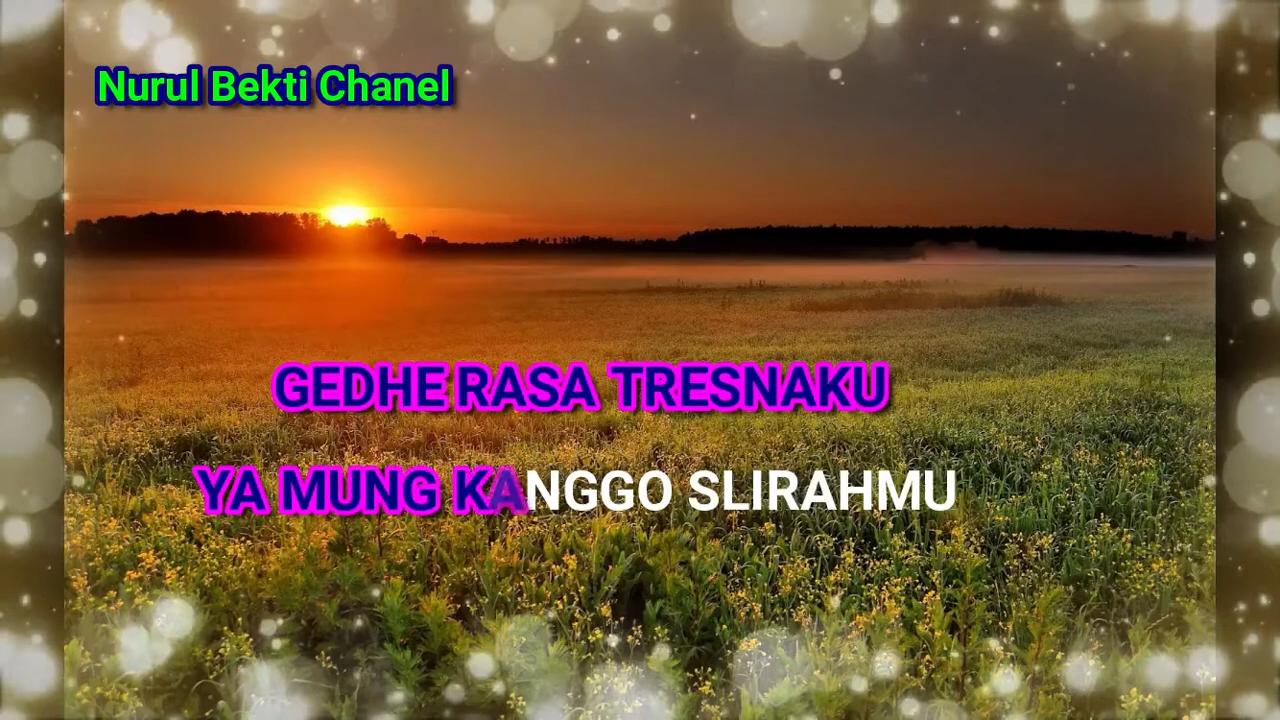 Nurul Bekti Chanel
GEDHE RASA TRESNAKU
YA MUNG KANGGO SLIRAHMU